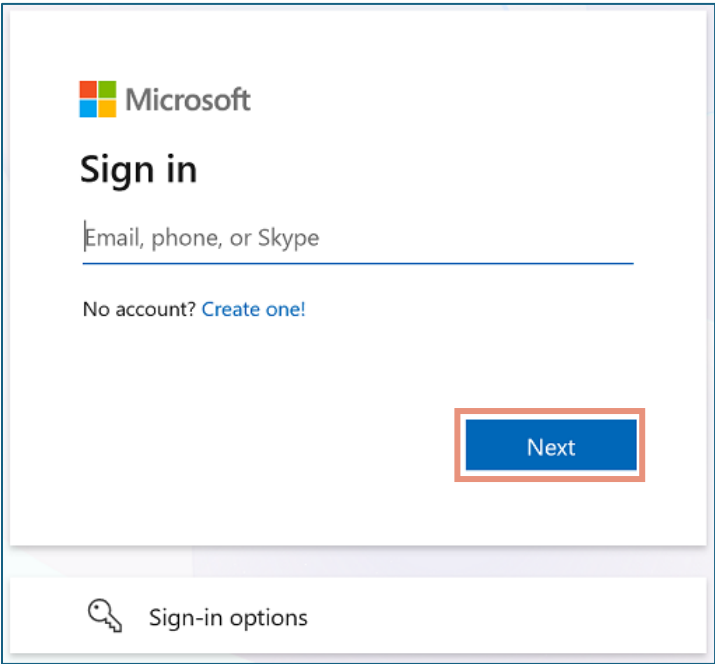 Microsoft
Sign in
Email, phone, or Skype
No account? Create one!
Next
Sign-in options